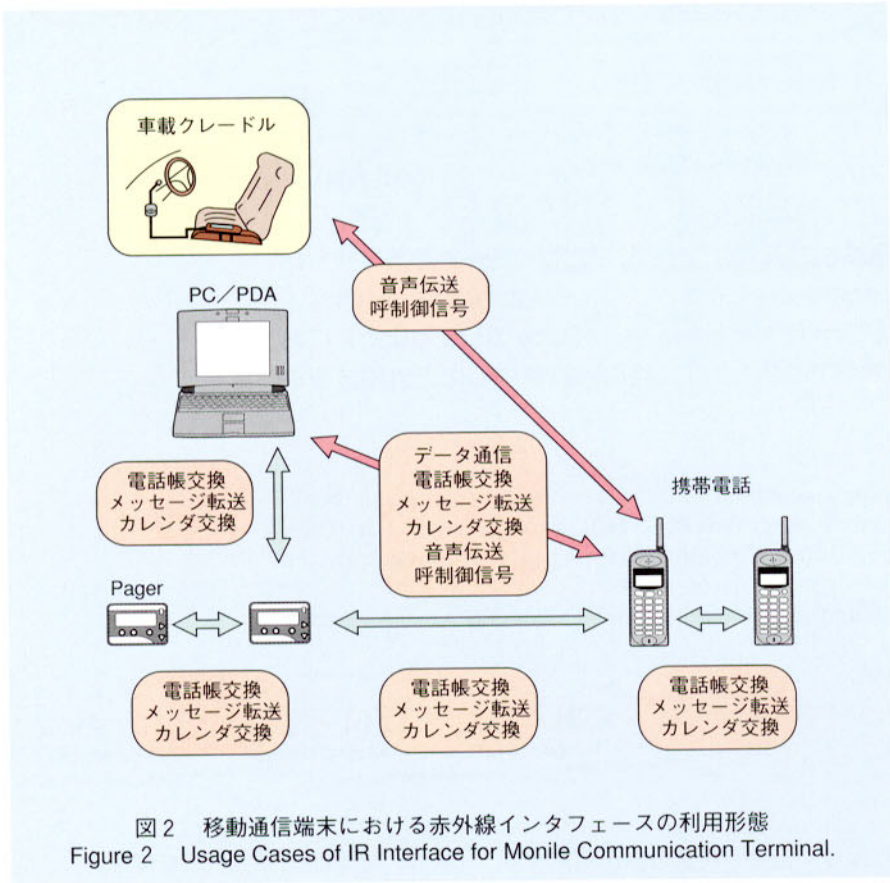 車載クレードル
音声伝送
呼制御信号
PC／PDA
データ通信
電話帳交換
メッセージ転送
カレンダ交換
音声伝送
呼制御信号
電話帳交換
メッセージ転送
カレンダ交換
携帯電話
Pager
電話帳交換
メッセージ転送
カレンダ交換
電話帳交換
メッセージ転送
カレンダ交換
電話帳交換
メッセージ転送
カレンダ交換
図2 移動通信端末における赤外線インタフェースの利用形態
Figure 2 Usage Cases of IR Interface for Monile Communication Terminal.